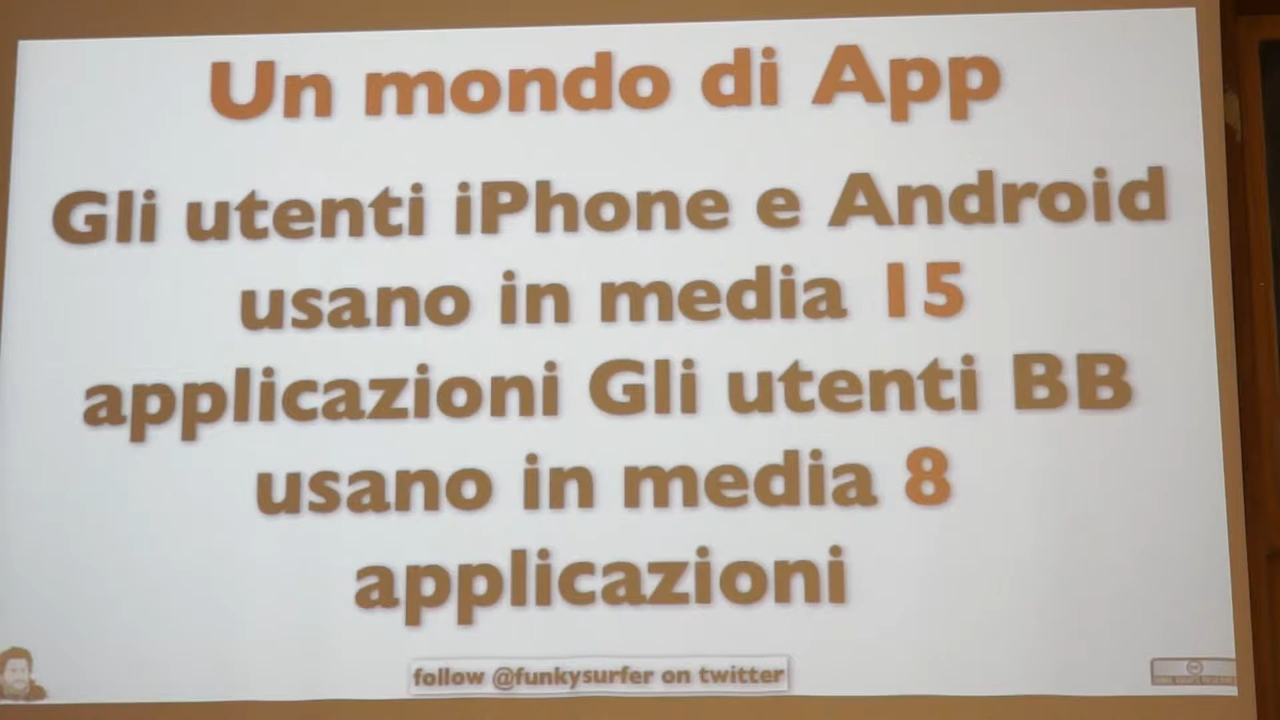 Un mondo di App
Gli utenti iPhone e Android
usano in media 15
applicazioni Gli utenti BB
usano in media 8
applicazioni
follow @funkysurfer on twitter